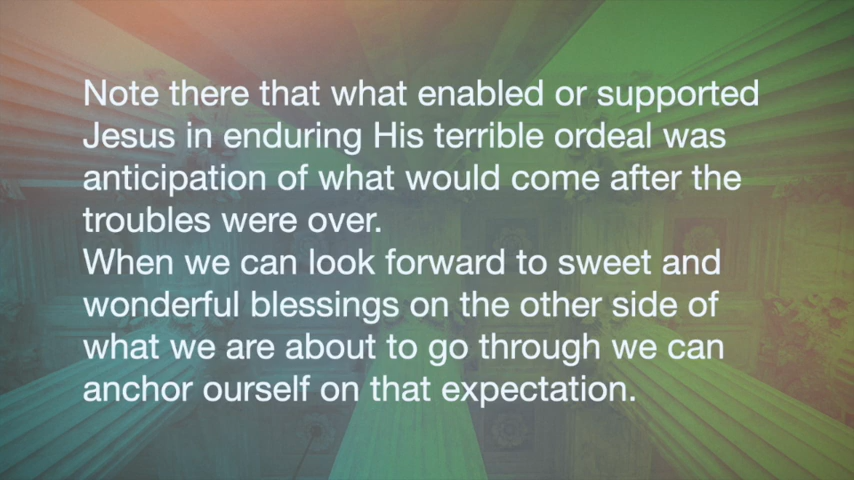 Note there that what enabled or supported
Jesus in enduring His terrible ordeal was
anticipation of what would come after the
troubles were over.
When we can look forward to sweet and
wonderful blessings on the other side of
what we are about to go through we can
anchor ourself on that expectation.